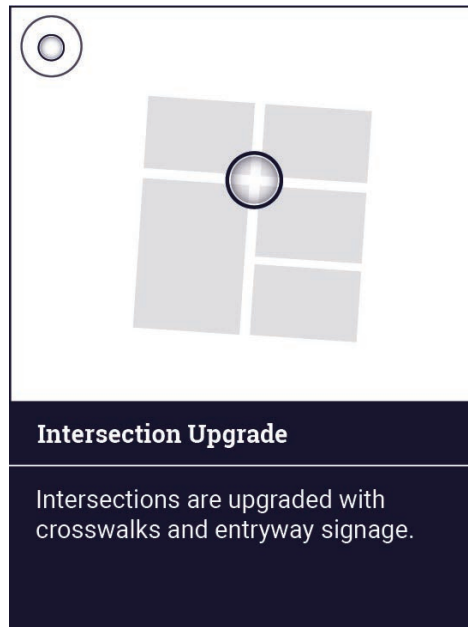 Intersection Upgrade
Intersections are upgraded with
crosswalks and entryway signage.